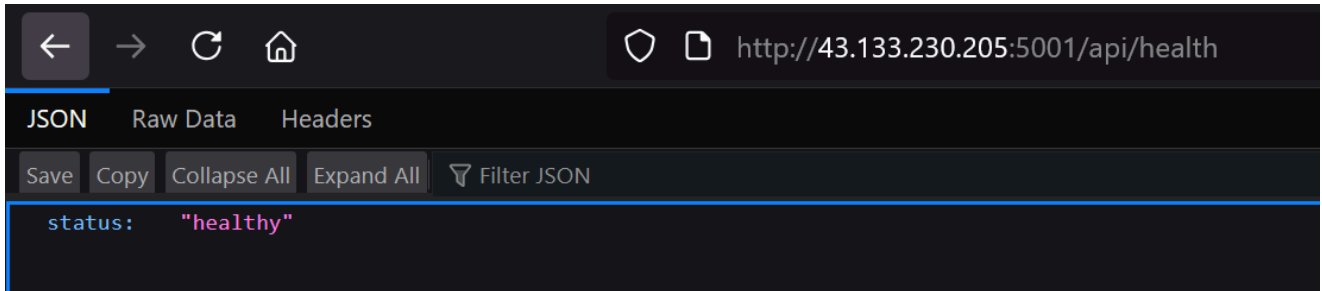 http://43.133.230.205:5001/api/health
JSON Raw Data Headers
Save Copy Collapse All Expand All Filter JSON
status: "healthy"